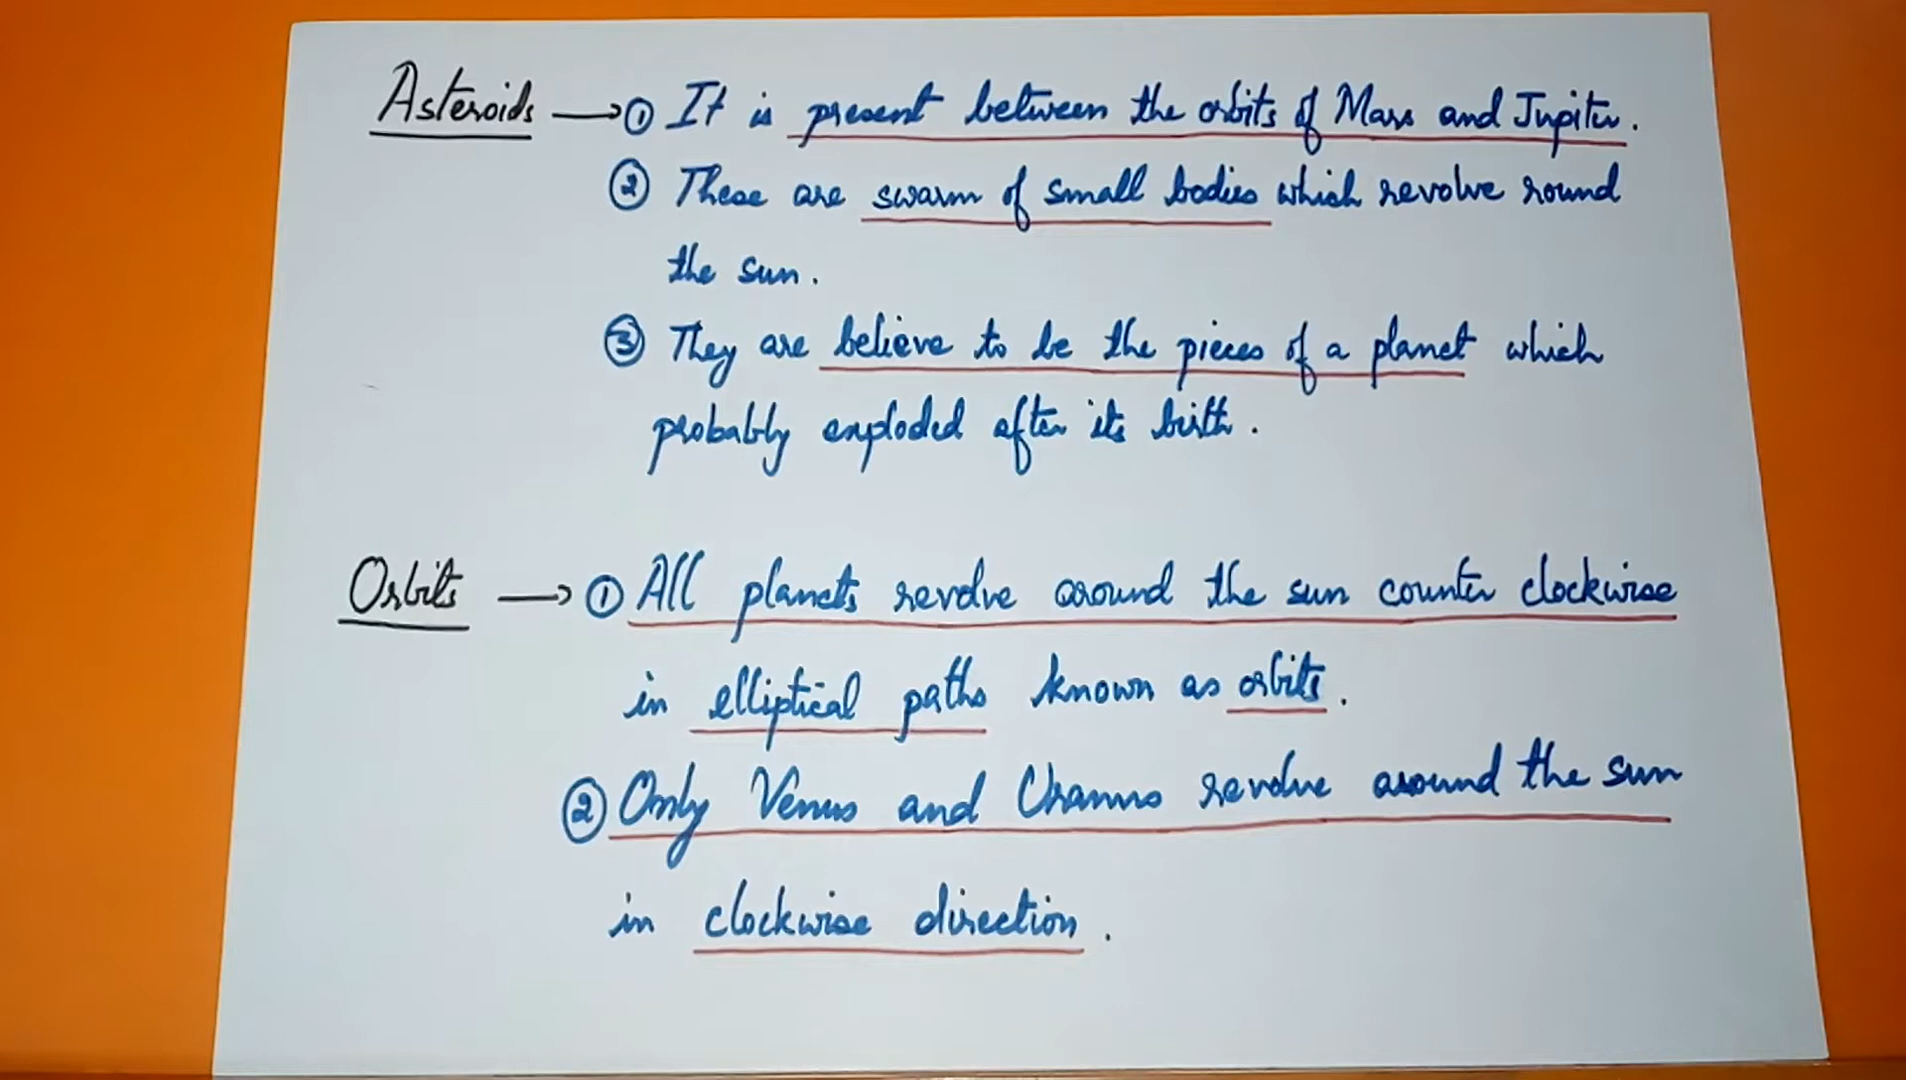 Asteroids → ① It is present between the orbits of Mars and Jupiter.
② These are swarm of small bodies which revolve round
the sun.
③ They are believe to be the pieces of a planet which
probably exploded after its birth.
Orbits → ① All planets revolve around the sun counter clockwise
in elliptical paths known as orbits.
② Only Venus and Uranus revolve around the sun
in clockwise direction.